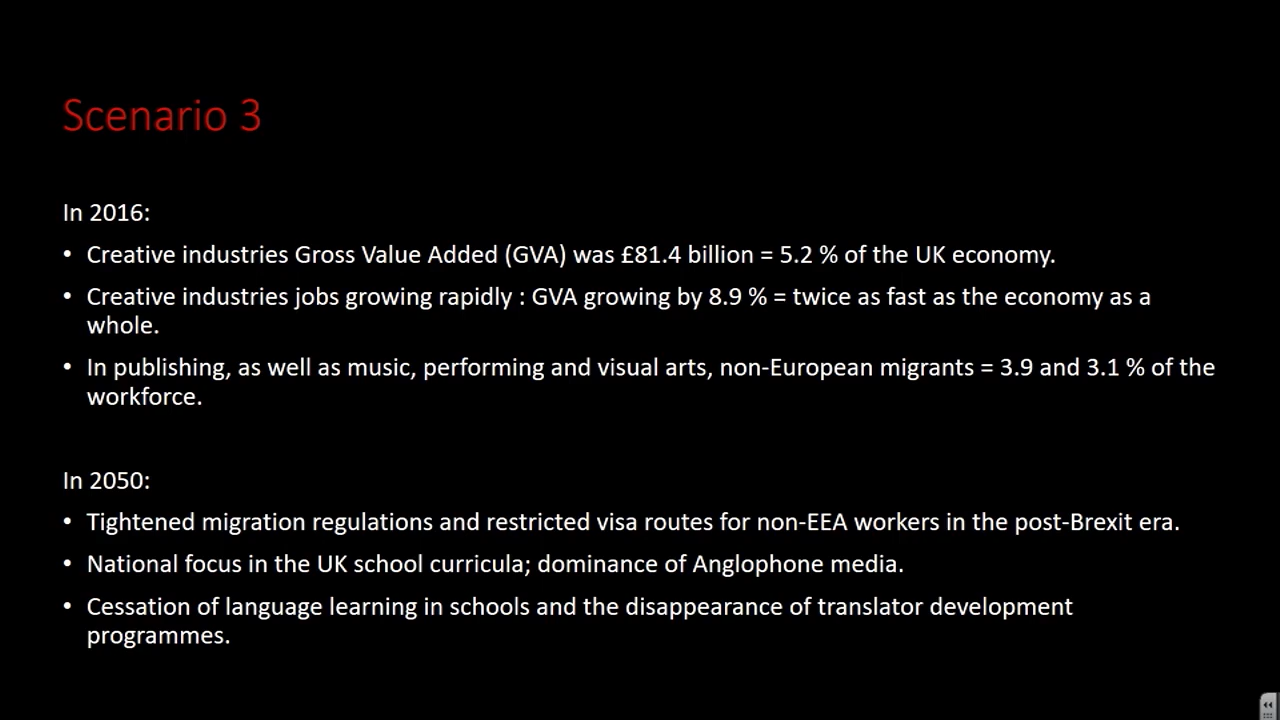 Scenario 3
In 2016:
• Creative industries Gross Value Added (GVA) was £81.4 billion = 5.2 % of the UK economy.
• Creative industries jobs growing rapidly : GVA growing by 8.9 % = twice as fast as the economy as a
whole.
• In publishing, as well as music, performing and visual arts, non-European migrants = 3.9 and 3.1 % of the
workforce.
In 2050:
• Tightened migration regulations and restricted visa routes for non-EEA workers in the post-Brexit era.
• National focus in the UK school curricula; dominance of Anglophone media.
• Cessation of language learning in schools and the disappearance of translator development
programmes.